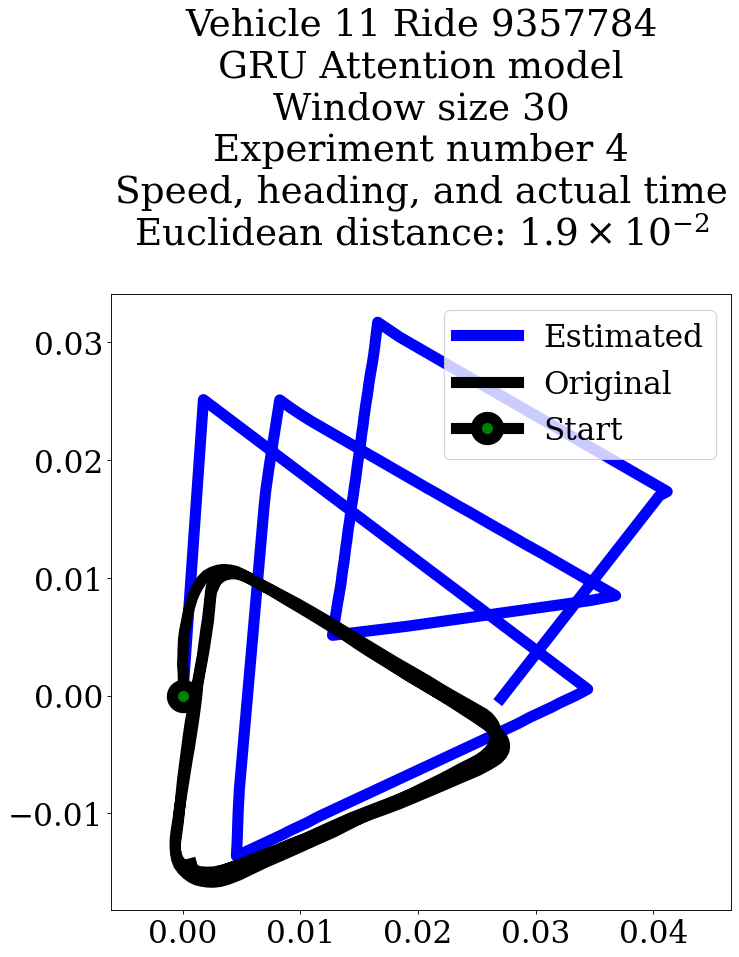 Vehicle 11 Ride 9357784
GRU Attention model
Window size 30
Experiment number 4
Speed, heading, and actual time
Euclidean distance: 1.9 × 10⁻²
Estimated
Original
Start
0.03
0.02
0.01
0.00
−0.01
0.00 0.01 0.02 0.03 0.04